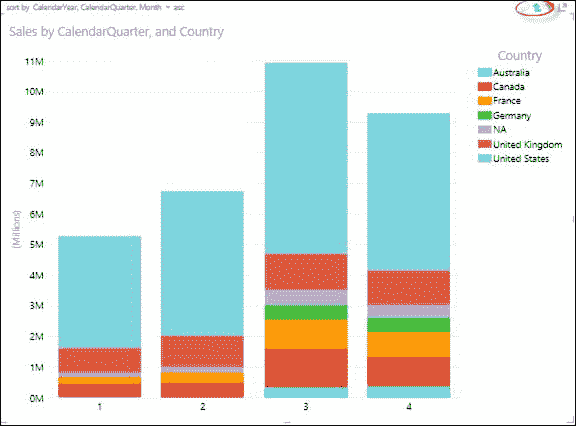 sort by CalendarYear, CalendarQuarter, Month asc
Sales by CalendarQuarter, and Country
Country
Australia
Canada
France
Germany
NA
United Kingdom
United States
(Millions)
11M
10M
9M
8M
7M
6M
5M
4M
3M
2M
1M
0M
1 2 3 4